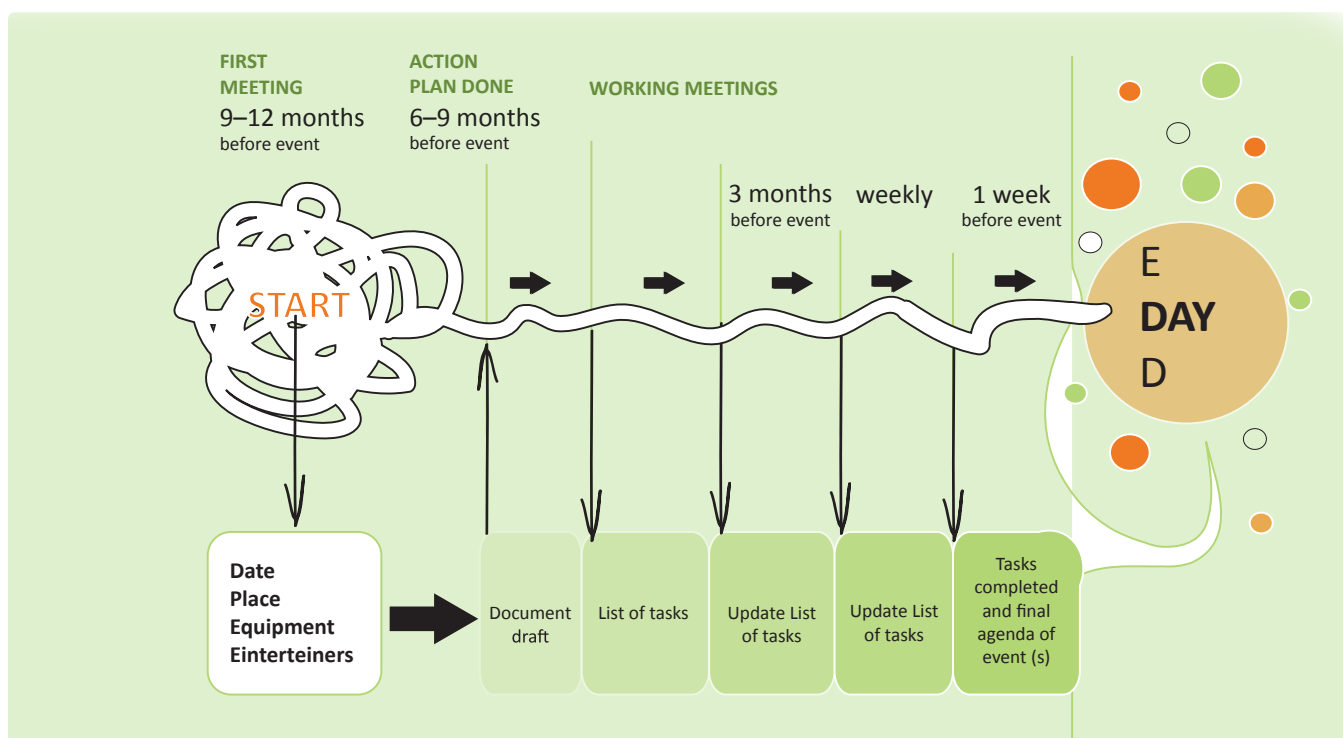 FIRST
MEETING
9–12 months
before event
ACTION
PLAN DONE
6–9 months
before event
WORKING MEETINGS
3 months
before event
weekly
1 week
before event
START
E
DAY
D
Date
Place
Equipment
Einterteiners
Document
draft
List of tasks
Update List
of tasks
Update List
of tasks
Tasks
completed
and final
agenda of
event (s)